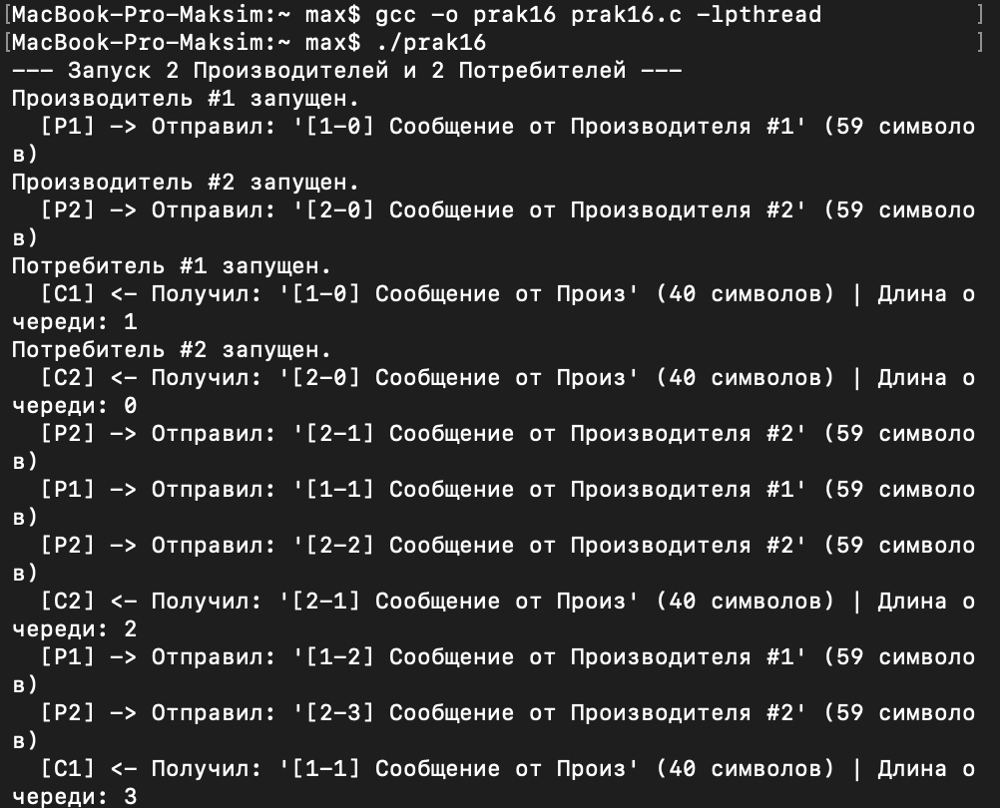 [MacBook-Pro-Maksim:~ max$ gcc -o prak16 prak16.c -lpthread ]
[MacBook-Pro-Maksim:~ max$ ./prak16 ]
--- Запуск 2 Производителей и 2 Потребителей ---
Производитель #1 запущен.
  [P1] -> Отправил: '[1-0] Сообщение от Производителя #1' (59 символо
в)
Производитель #2 запущен.
  [P2] -> Отправил: '[2-0] Сообщение от Производителя #2' (59 символо
в)
Потребитель #1 запущен.
  [C1] <- Получил: '[1-0] Сообщение от Произ' (40 символов) | Длина о
череди: 1
Потребитель #2 запущен.
  [C2] <- Получил: '[2-0] Сообщение от Произ' (40 символов) | Длина о
череди: 0
  [P2] -> Отправил: '[2-1] Сообщение от Производителя #2' (59 символо
в)
  [P1] -> Отправил: '[1-1] Сообщение от Производителя #1' (59 символо
в)
  [P2] -> Отправил: '[2-2] Сообщение от Производителя #2' (59 символо
в)
  [C2] <- Получил: '[2-1] Сообщение от Произ' (40 символов) | Длина о
череди: 2
  [P1] -> Отправил: '[1-2] Сообщение от Производителя #1' (59 символо
в)
  [P2] -> Отправил: '[2-3] Сообщение от Производителя #2' (59 символо
в)
  [C1] <- Получил: '[1-1] Сообщение от Произ' (40 символов) | Длина о
череди: 3